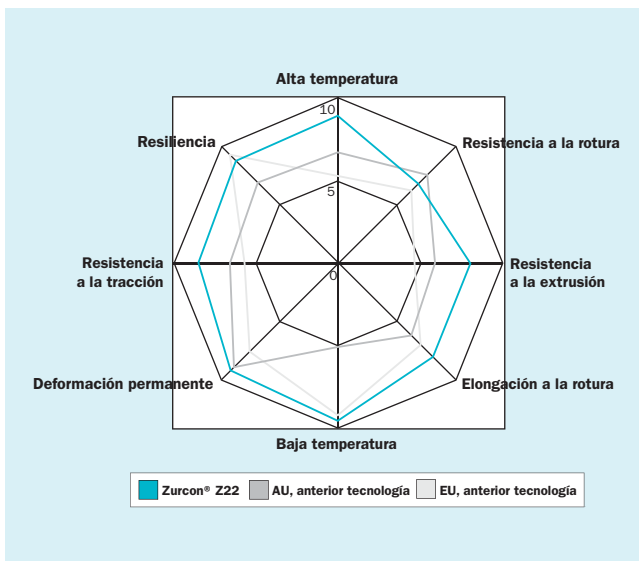 Alta temperatura
10
Resiliencia
Resistencia a la rotura
5
Resistencia
a la tracción
0
Resistencia
a la extrusión
Deformación permanente
Elongación a la rotura
Baja temperatura
Zurcon® Z22
AU, anterior tecnología
EU, anterior tecnología